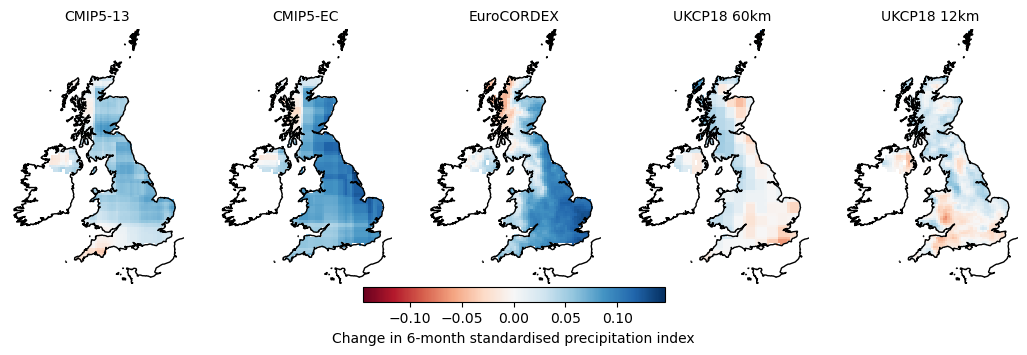 CMIP5-13
CMIP5-EC
EuroCORDEX
UKCP18 60km
UKCP18 12km
−0.10
−0.05
0.00
0.05
0.10
Change in 6-month standardised precipitation index